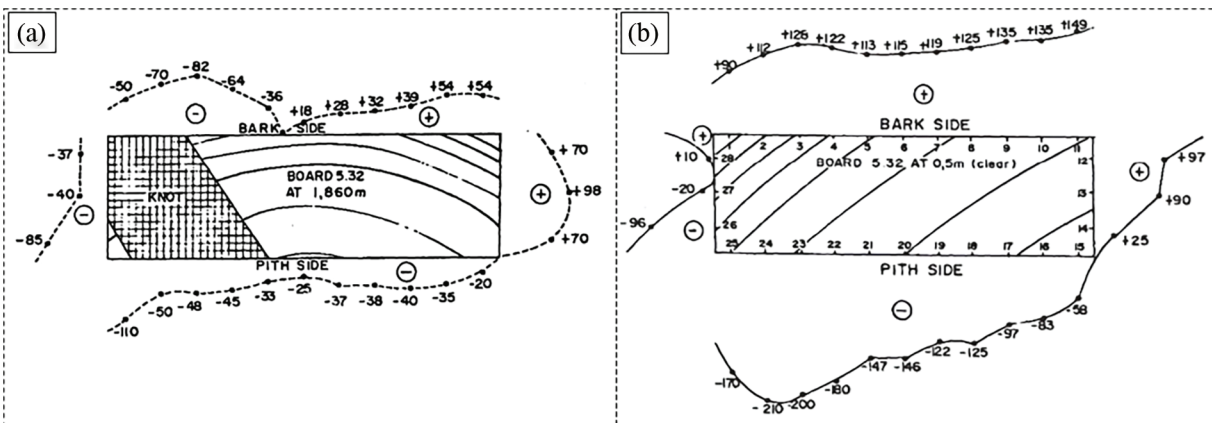 (a)
-50 -70 -82 -64 -36 +18 +28 +32 +39 +54 +54
- +
BARK SIDE
-37 -40 -85
-
KNOT
BOARD 5.32
AT 1,860m
+70 +98 +70
+
PITH SIDE
-
-110 -50 -48 -45 -33 -25 -37 -38 -40 -35 -20
(b)
+90 +112 +126 +122 +113 +115 +119 +125 +135 +135 +149
+
BARK SIDE
+
+10 -20 -96
-
1 2 3 4 5 6 7 8 9 10 11
28 27 26
BOARD 5.32 AT 0,5m (clear)
12 13 14
+97 +90 +25
+
25 24 23 22 21 20 19 18 17 16 15
PITH SIDE
-
-170 -210 -200 -180 -147 -146 -122 -125 -97 -83 -58